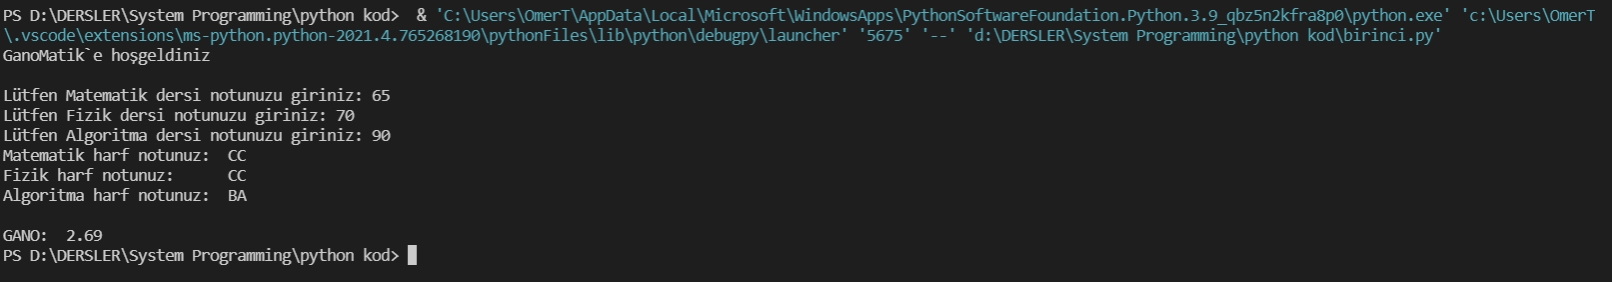 PS D:\DERSLER\System Programming\python kod>  & 'C:\Users\OmerT\AppData\Local\Microsoft\WindowsApps\PythonSoftwareFoundation.Python.3.9_qbz5n2kfra8p0\python.exe' 'c:\Users\OmerT
\.vscode\extensions\ms-python.python-2021.4.765268190\pythonFiles\lib\python\debugpy\launcher' '5675' '--' 'd:\DERSLER\System Programming\python kod\birinci.py'
GanoMatik`e hoşgeldiniz
Lütfen Matematik dersi notunuzu giriniz: 65
Lütfen Fizik dersi notunuzu giriniz: 70
Lütfen Algoritma dersi notunuzu giriniz: 90
Matematik harf notunuz:  CC
Fizik harf notunuz:      CC
Algoritma harf notunuz:  BA
GANO:  2.69
PS D:\DERSLER\System Programming\python kod>